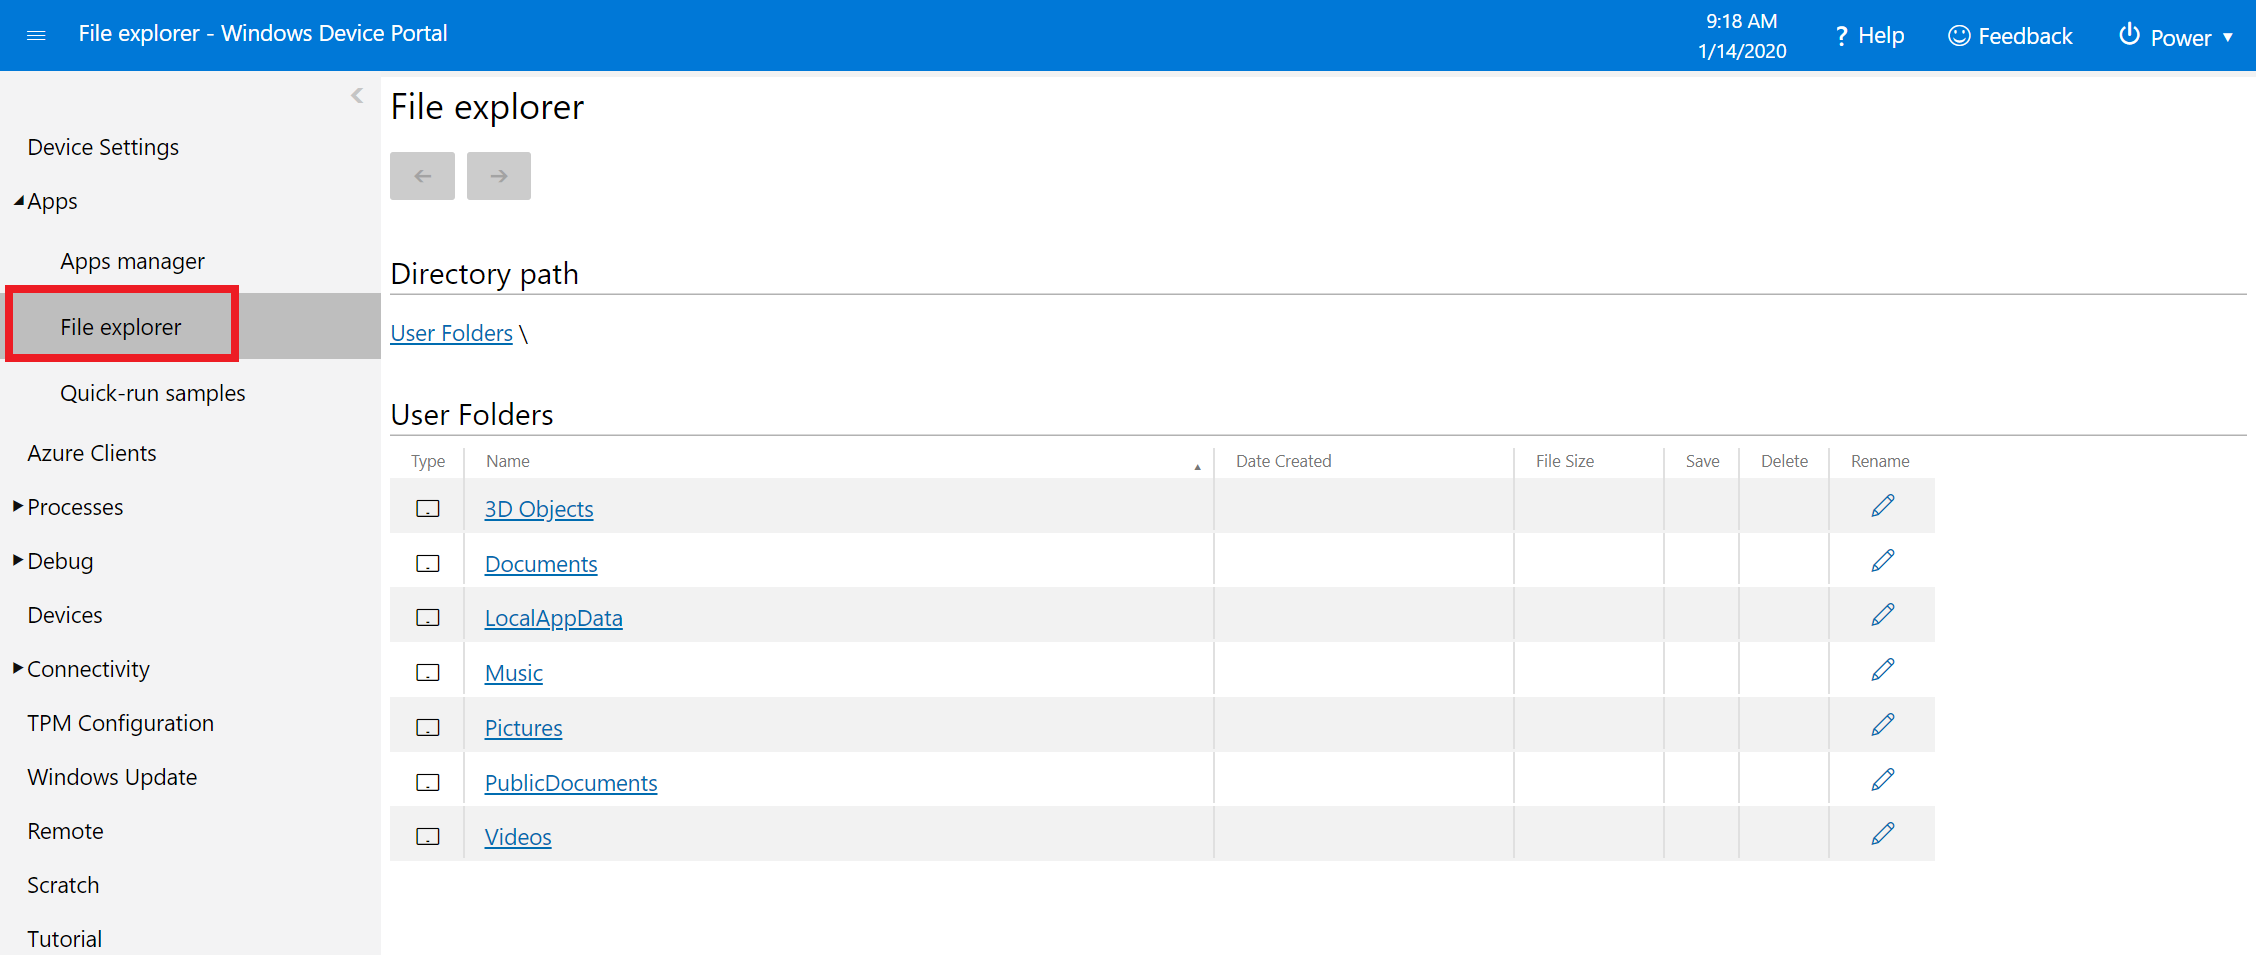 File explorer - Windows Device Portal
9:18 AM
1/14/2020
? Help
Feedback
Power
Device Settings
Apps
Apps manager
File explorer
Quick-run samples
Azure Clients
Processes
Debug
Devices
Connectivity
TPM Configuration
Windows Update
Remote
Scratch
Tutorial
File explorer
Directory path
User Folders \
User Folders
Type Name Date Created File Size Save Delete Rename
3D Objects
Documents
LocalAppData
Music
Pictures
PublicDocuments
Videos